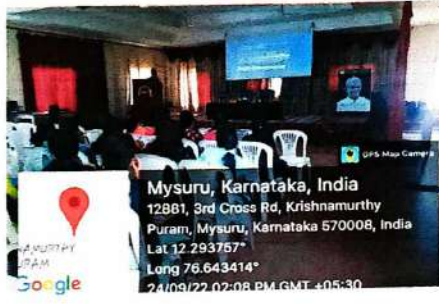 GPS Map Camera
Mysuru, Karnataka, India
12881, 3rd Cross Rd, Krishnamurthy
Puram, Mysuru, Karnataka 570008, India
Lat 12.293757°
Long 76.643414°
24/09/22 02:08 PM GMT +05:30
Google